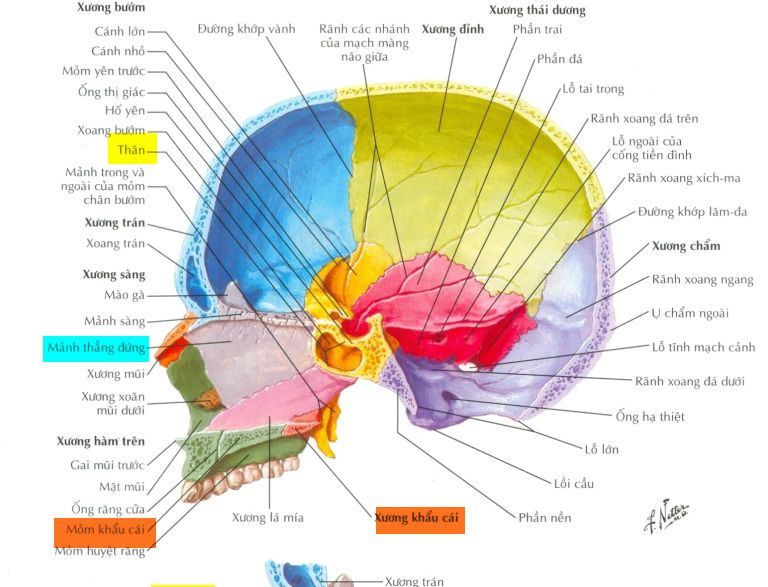 Xương bướm
Cánh lớn
Cánh nhỏ
Mỏm yên trước
Ống thị giác
Hố yên
Xoang bướm
Thân
Mảnh trong và
ngoài của mỏm
chân bướm
Xương trán
Xoang trán
Xương sàng
Mào gà
Mảnh sàng
Mảnh thẳng đứng
Xương mũi
Xương xoăn
mũi dưới
Xương hàm trên
Gai mũi trước
Mặt mũi
Ống răng cửa
Mỏm khẩu cái
Mỏm huyệt răng
Đường khớp vành
Rãnh các nhánh
của mạch màng
não giữa
Xương đỉnh
Xương thái dương
Phần trai
Phần đá
Lỗ tai trong
Rãnh xoang đá trên
Lỗ ngoài của
cống tiền đình
Rãnh xoang xích-ma
Đường khớp lăm-đa
Xương chẩm
Rãnh xoang ngang
Ụ chẩm ngoài
Lỗ tĩnh mạch cảnh
Rãnh xoang đá dưới
Ống hạ thiệt
Lỗ lớn
Lồi cầu
Phần nền
Xương khẩu cái
Xương lá mía
F. Netter
M.D.
Xương trán